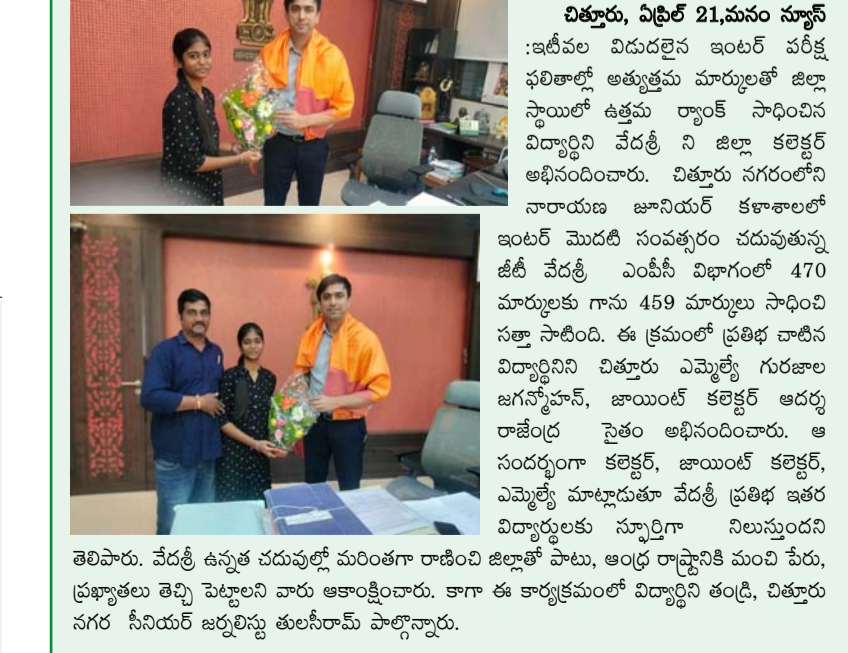 చిత్తూరు, ఏప్రిల్ 21,మనం న్యూస్
:ఇటీవల విడుదలైన ఇంటర్ పరీక్ష
ఫలితాల్లో అత్యుత్తమ మార్కులతో జిల్లా
స్థాయిలో ఉత్తమ ర్యాంక్ సాధించిన
విద్యార్థిని వేదశ్రీ ని జిల్లా కలెక్టర్
అభినందించారు. చిత్తూరు నగరంలోని
నారాయణ జూనియర్ కళాశాలలో
ఇంటర్ మొదటి సంవత్సరం చదువుతున్న
జీటీ వేదశ్రీ ఎంపీసీ విభాగంలో 470
మార్కులకు గాను 459 మార్కులు సాధించి
సత్తా సాటింది. ఈ క్రమంలో ప్రతిభ చాటిన
విద్యార్థినిని చిత్తూరు ఎమ్మెల్యే గురజాల
జగన్మోహన్, జాయింట్ కలెక్టర్ ఆదర్శ
రాజేంద్ర సైతం అభినందించారు. ఆ
సందర్భంగా కలెక్టర్, జాయింట్ కలెక్టర్,
ఎమ్మెల్యే మాట్లాడుతూ వేదశ్రీ ప్రతిభ ఇతర
విద్యార్థులకు స్ఫూర్తిగా నిలుస్తుందని
తెలిపారు. వేదశ్రీ ఉన్నత చదువుల్లో మరింతగా రాణించి జిల్లాతో పాటు, ఆంధ్ర రాష్ట్రానికి మంచి పేరు,
ప్రఖ్యాతలు తెచ్చి పెట్టాలని వారు ఆకాంక్షించారు. కాగా ఈ కార్యక్రమంలో విద్యార్థిని తండ్రి, చిత్తూరు
నగర సీనియర్ జర్నలిస్టు తులసీరామ్ పాల్గొన్నారు.